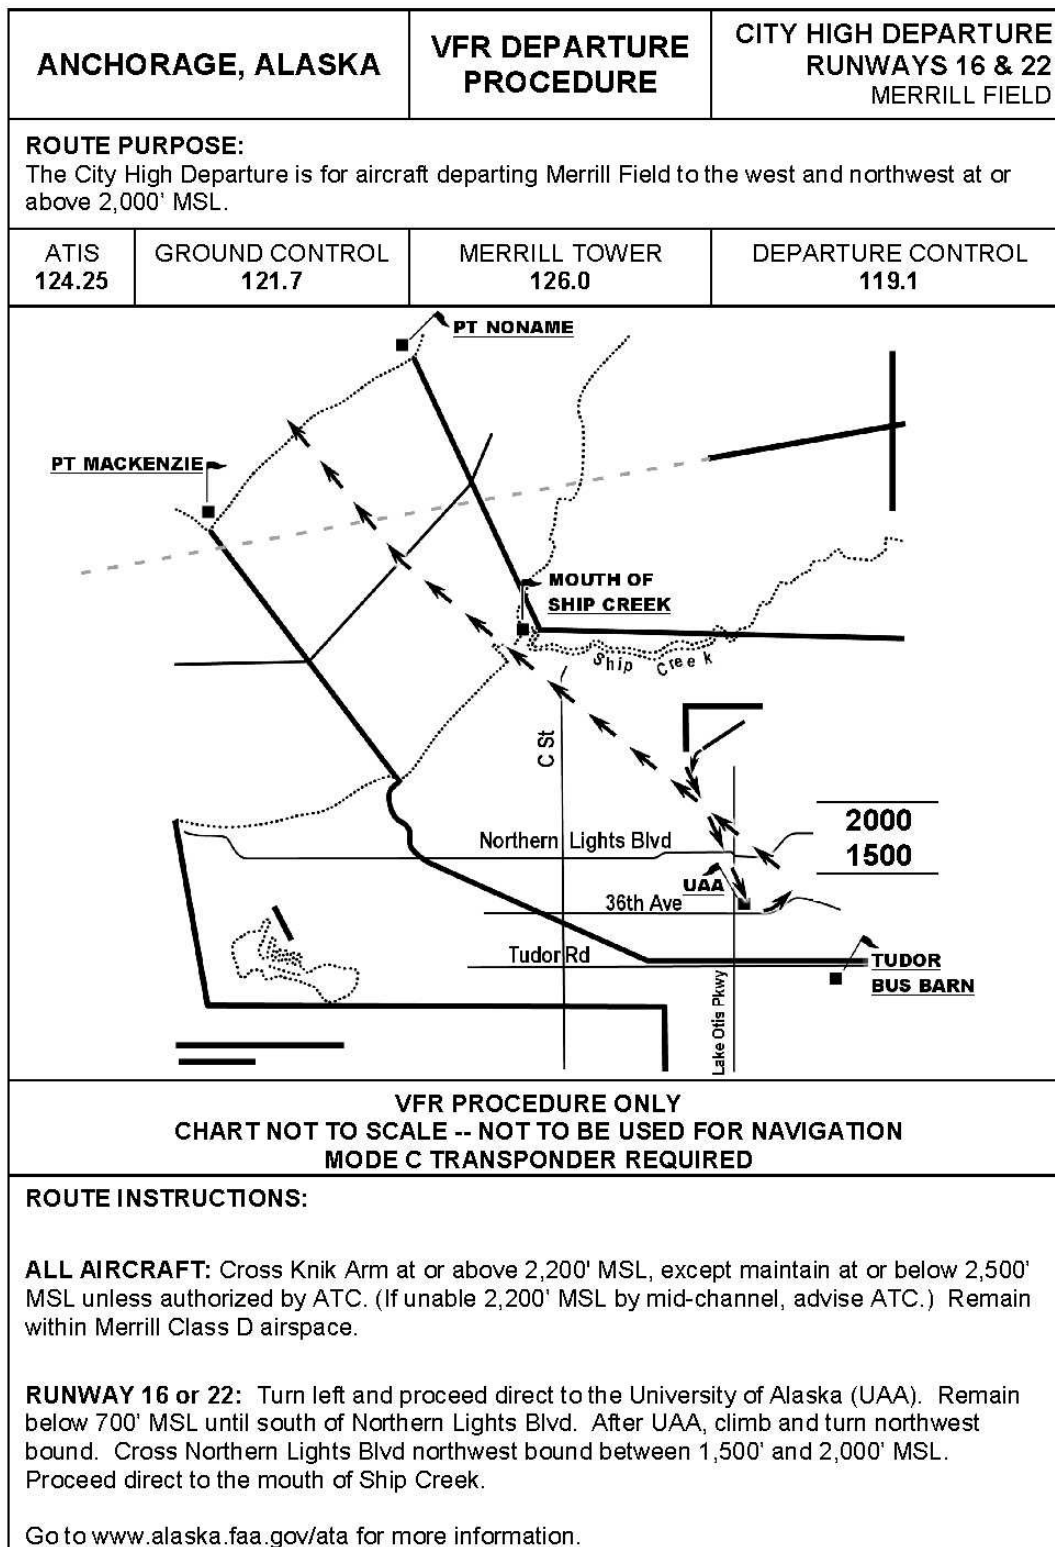 ANCHORAGE, ALASKA
VFR DEPARTURE
PROCEDURE
CITY HIGH DEPARTURE
RUNWAYS 16 & 22
MERRILL FIELD
ROUTE PURPOSE:
The City High Departure is for aircraft departing Merrill Field to the west and northwest at or
above 2,000' MSL.
ATIS
124.25
GROUND CONTROL
121.7
MERRILL TOWER
126.0
DEPARTURE CONTROL
119.1
PT NONAME
PT MACKENZIE
MOUTH OF
SHIP CREEK
Ship Creek
C St
2000
1500
Northern Lights Blvd
UAA
36th Ave
Tudor Rd
TUDOR
BUS BARN
Lake Otis Pkwy
VFR PROCEDURE ONLY
CHART NOT TO SCALE -- NOT TO BE USED FOR NAVIGATION
MODE C TRANSPONDER REQUIRED
ROUTE INSTRUCTIONS:
ALL AIRCRAFT: Cross Knik Arm at or above 2,200' MSL, except maintain at or below 2,500'
MSL unless authorized by ATC. (If unable 2,200' MSL by mid-channel, advise ATC.) Remain
within Merrill Class D airspace.
RUNWAY 16 or 22: Turn left and proceed direct to the University of Alaska (UAA). Remain
below 700' MSL until south of Northern Lights Blvd. After UAA, climb and turn northwest
bound. Cross Northern Lights Blvd northwest bound between 1,500' and 2,000' MSL.
Proceed direct to the mouth of Ship Creek.
Go to www.alaska.faa.gov/ata for more information.